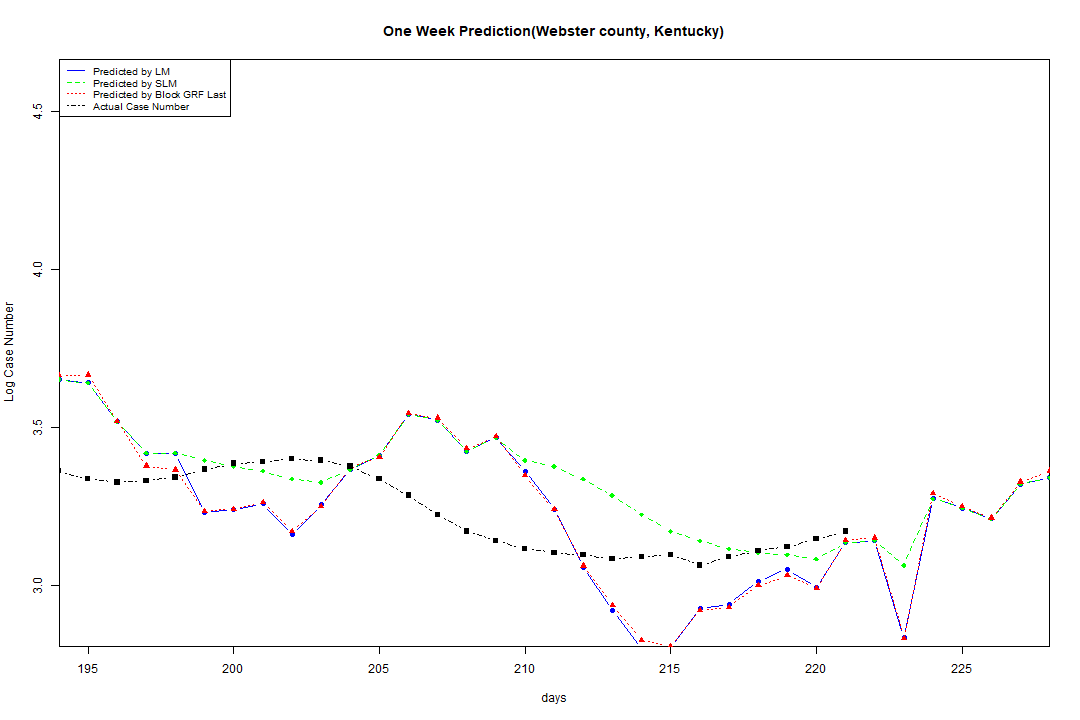 One Week Prediction(Webster county, Kentucky)
Predicted by LM
Predicted by SLM
Predicted by Block GRF Last
Actual Case Number
4.5
4.0
3.5
3.0
Log Case Number
195 200 205 210 215 220 225
days